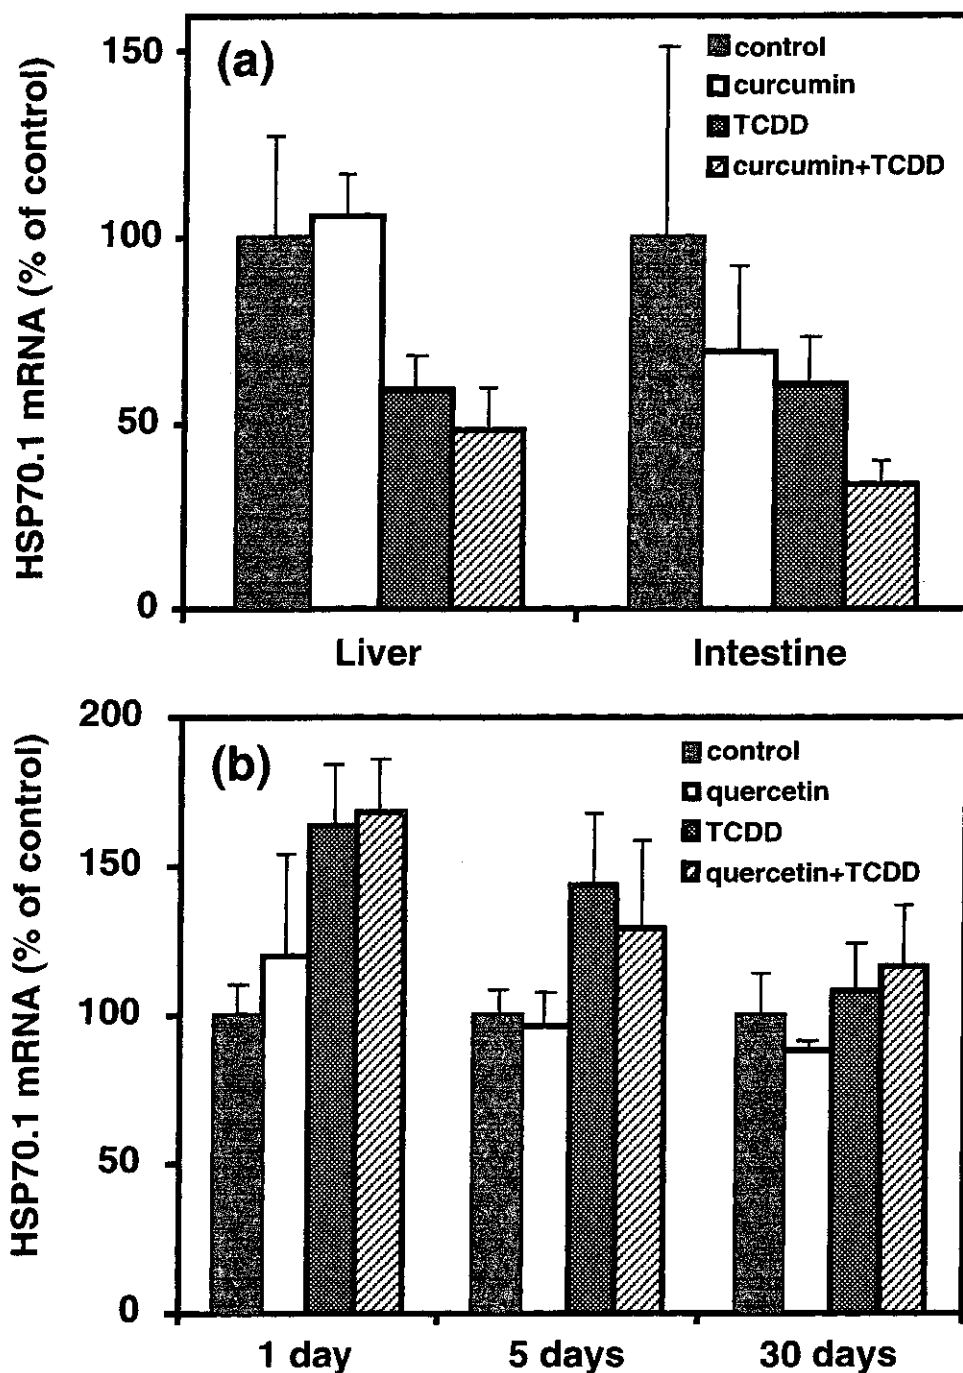 HSP70.1 mRNA (% of control)
150
100
50
0
(a)
control
curcumin
TCDD
curcumin+TCDD
Liver Intestine
HSP70.1 mRNA (% of control)
200
150
100
50
0
(b)
control
quercetin
TCDD
quercetin+TCDD
1 day 5 days 30 days